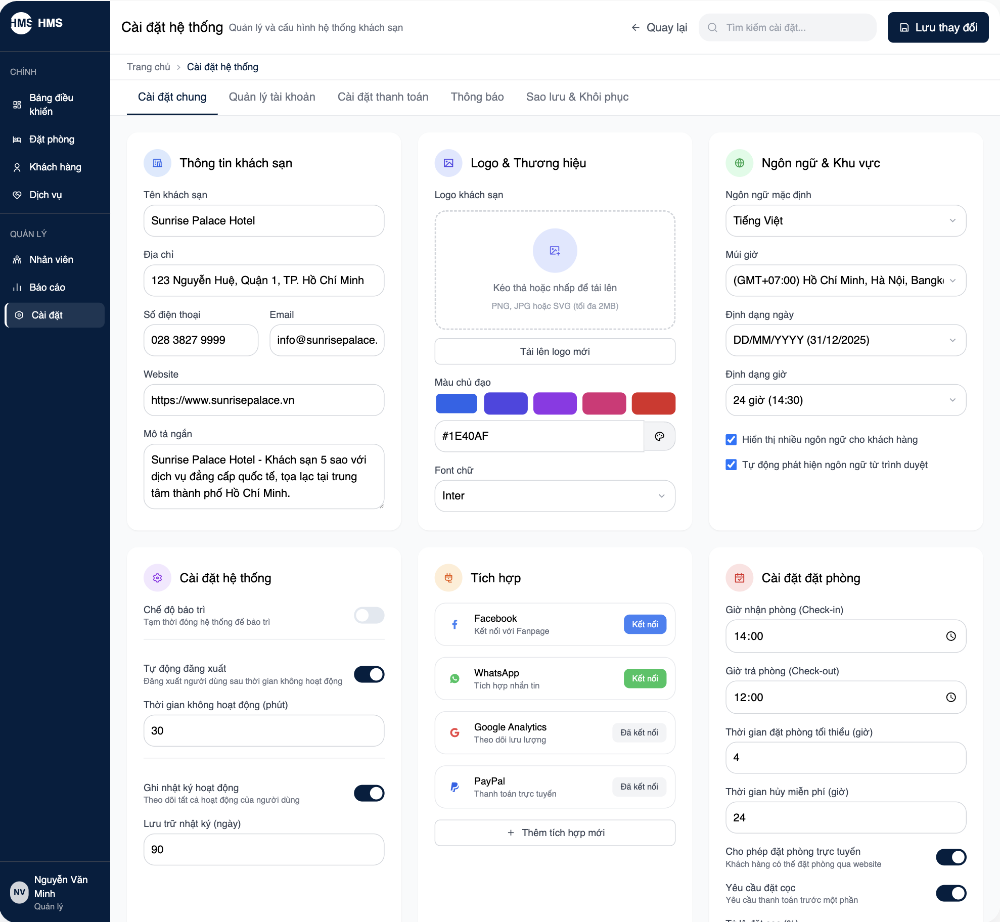 HMS HMS
CHÍNH
Bảng điều
khiển
Đặt phòng
Khách hàng
Dịch vụ
QUẢN LÝ
Nhân viên
Báo cáo
Cài đặt
NV
Nguyễn Văn
Minh
Quản lý
Cài đặt hệ thống Quản lý và cấu hình hệ thống khách sạn
Quay lại
Tìm kiếm cài đặt...
Lưu thay đổi
Trang chủ > Cài đặt hệ thống
Cài đặt chung Quản lý tài khoản Cài đặt thanh toán Thông báo Sao lưu & Khôi phục
Thông tin khách sạn
Tên khách sạn
Sunrise Palace Hotel
Địa chỉ
123 Nguyễn Huệ, Quận 1, TP. Hồ Chí Minh
Số điện thoại Email
028 3827 9999 info@sunrisepalace.
Website
https://www.sunrisepalace.vn
Mô tả ngắn
Sunrise Palace Hotel - Khách sạn 5 sao với
dịch vụ đẳng cấp quốc tế, tọa lạc tại trung
tâm thành phố Hồ Chí Minh.
Logo & Thương hiệu
Logo khách sạn
Kéo thả hoặc nhấp để tải lên
PNG, JPG hoặc SVG (tối đa 2MB)
Tải lên logo mới
Màu chủ đạo
#1E40AF
Font chữ
Inter
Ngôn ngữ & Khu vực
Ngôn ngữ mặc định
Tiếng Việt
Múi giờ
(GMT+07:00) Hồ Chí Minh, Hà Nội, Bangk
Định dạng ngày
DD/MM/YYYY (31/12/2025)
Định dạng giờ
24 giờ (14:30)
Hiển thị nhiều ngôn ngữ cho khách hàng
Tự động phát hiện ngôn ngữ từ trình duyệt
Cài đặt hệ thống
Chế độ bảo trì
Tạm thời đóng hệ thống để bảo trì
Tự động đăng xuất
Đăng xuất người dùng sau thời gian không hoạt động
Thời gian không hoạt động (phút)
30
Ghi nhật ký hoạt động
Theo dõi tất cả hoạt động của người dùng
Lưu trữ nhật ký (ngày)
90
Tích hợp
Facebook
Kết nối với Fanpage
Kết nối
WhatsApp
Tích hợp nhắn tin
Kết nối
Google Analytics
Theo dõi lưu lượng
Đã kết nối
PayPal
Thanh toán trực tuyến
Đã kết nối
+ Thêm tích hợp mới
Cài đặt đặt phòng
Giờ nhận phòng (Check-in)
14:00
Giờ trả phòng (Check-out)
12:00
Thời gian đặt phòng tối thiểu (giờ)
4
Thời gian hủy miễn phí (giờ)
24
Cho phép đặt phòng trực tuyến
Khách hàng có thể đặt phòng qua website
Yêu cầu đặt cọc
Yêu cầu thanh toán trước một phần